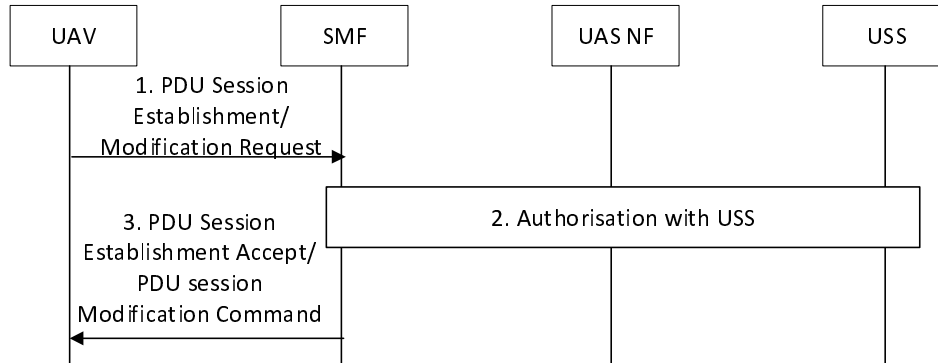 UAV
SMF
UAS NF
USS
1. PDU Session
Establishment/
Modification Request
2. Authorisation with USS
3. PDU Session
Establishment Accept/
PDU session
Modification Command